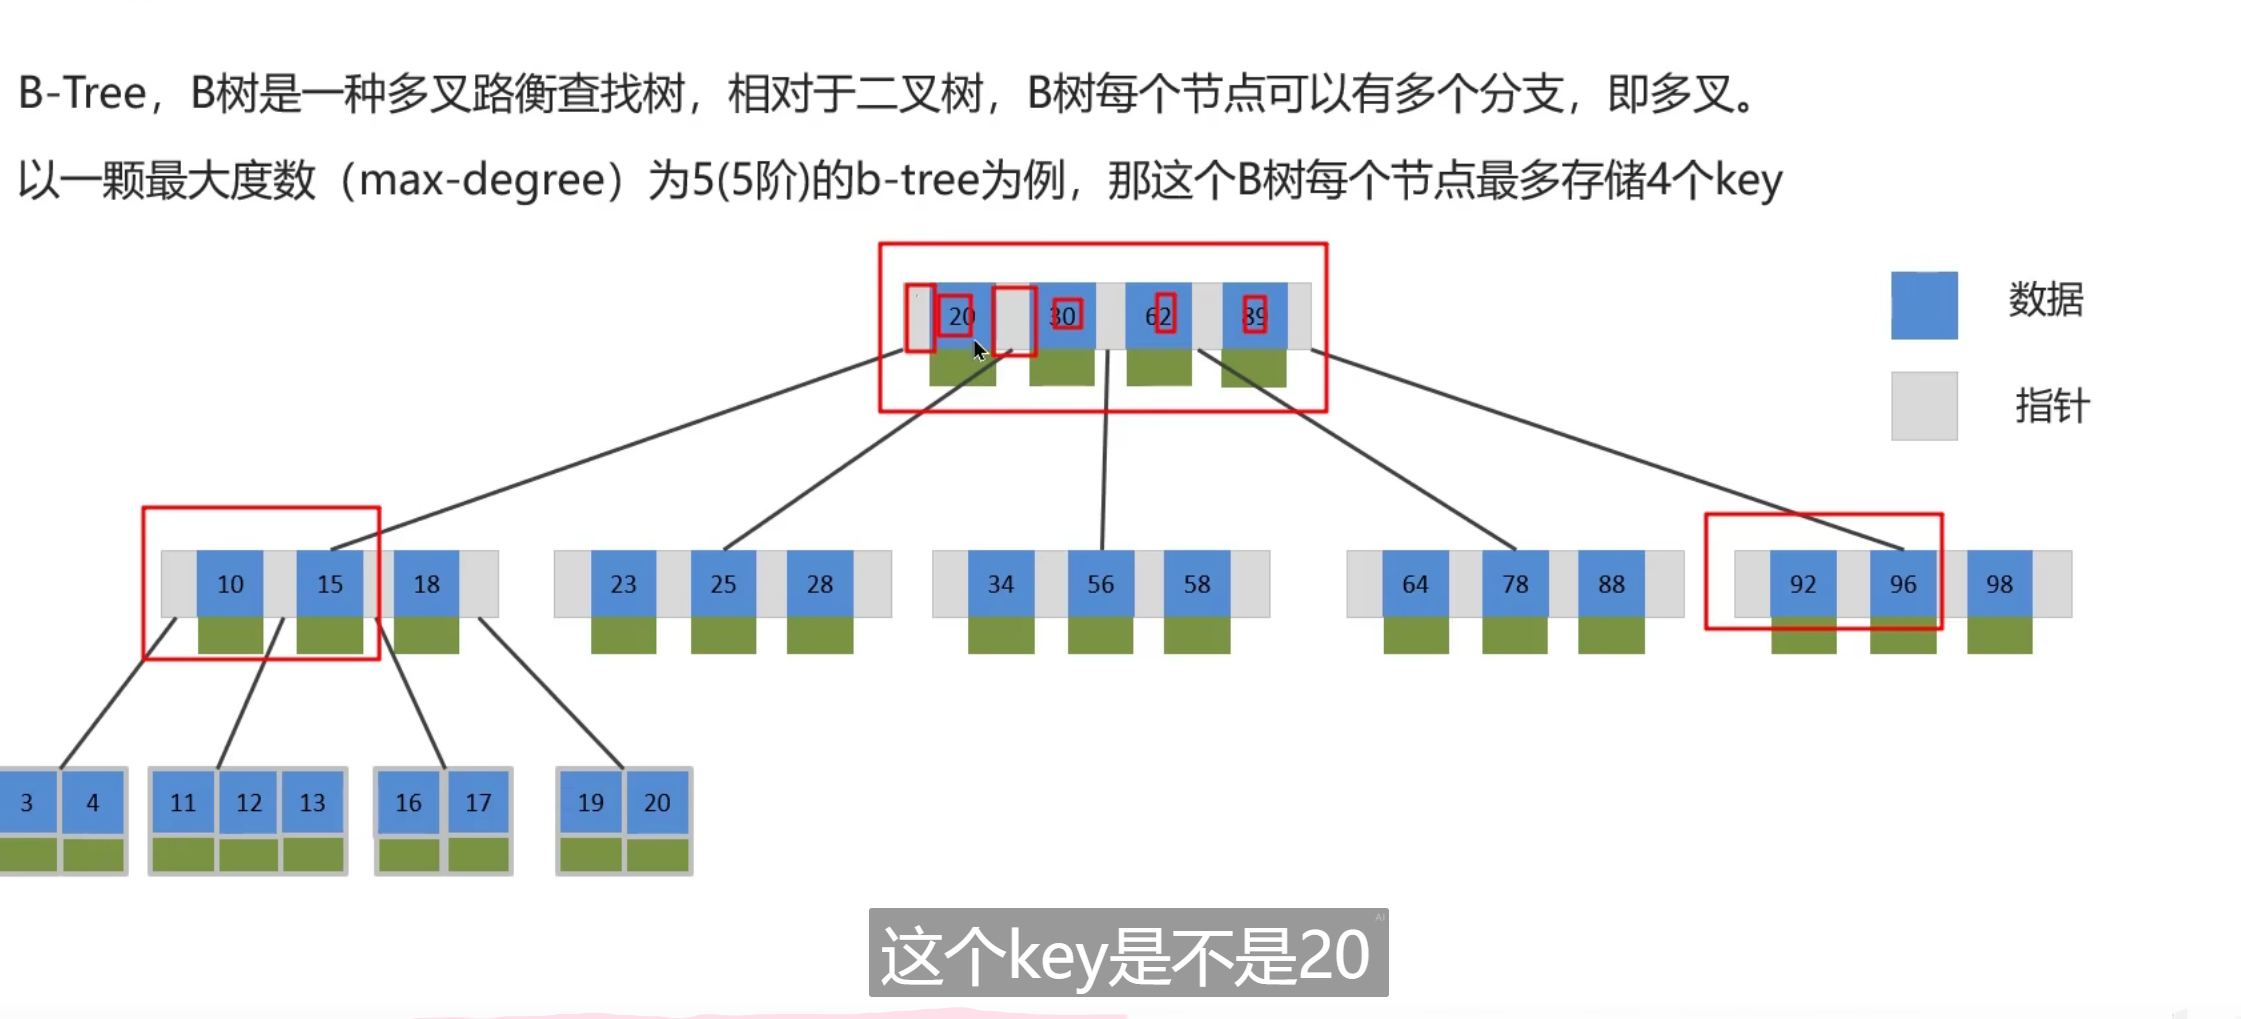 B-Tree，B树是一种多叉路衡查找树，相对于二叉树，B树每个节点可以有多个分支，即多叉。
以一颗最大度数（max-degree）为5(5阶)的b-tree为例，那这个B树每个节点最多存储4个key
20 30 62 89
数据
指针
10 15 18 23 25 28 34 56 58 64 78 88 92 96 98
3 4 11 12 13 16 17 19 20
AI
这个key是不是20